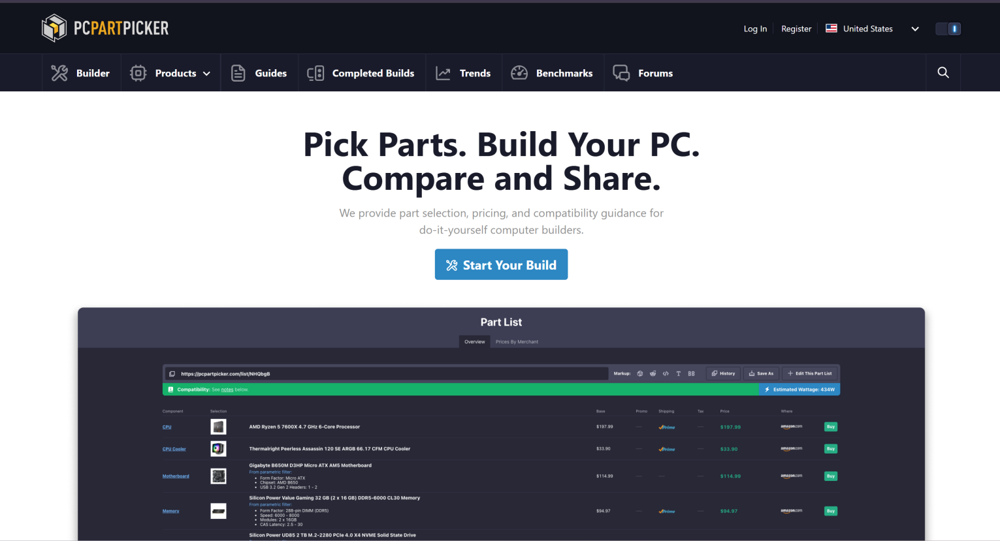 PCPARTPICKER
Log In Register United States
Builder Products Guides Completed Builds Trends Benchmarks Forums
Pick Parts. Build Your PC.
Compare and Share.
We provide part selection, pricing, and compatibility guidance for
do-it-yourself computer builders.
Start Your Build
Part List
Overview Prices By Merchant
https://pcpartpicker.com/list/NHQbgB Markup: </> T BB History Save As + Edit This Part List
Compatibility: See notes below. Estimated Wattage: 434W
Component Selection Base Promo Shipping Tax Price Where
CPU AMD Ryzen 5 7600X 4.7 GHz 6-Core Processor $197.99 — Prime — $197.99 amazon.com Buy
CPU Cooler Thermalright Peerless Assassin 120 SE ARGB 66.17 CFM CPU Cooler $33.90 — Prime — $33.90 amazon.com Buy
Gigabyte B650M D3HP Micro ATX AM5 Motherboard
From parametric filter:
Motherboard • Form Factor: Micro ATX $114.99 — — — $114.99 amazon.com Buy
• Chipset: AMD B650
• USB 3.2 Gen 2 Headers: 1 - 2
Silicon Power Value Gaming 32 GB (2 x 16 GB) DDR5-6000 CL30 Memory
From parametric filter:
Memory • Form Factor: 288-pin DIMM (DDR5) $94.97 — Prime — $94.97 amazon.com Buy
• Speed: 6000 - 8000
• Modules: 2 x 16GB
• CAS Latency: 2.5 - 30
Silicon Power UD85 2 TB M.2-2280 PCIe 4.0 X4 NVME Solid State Drive